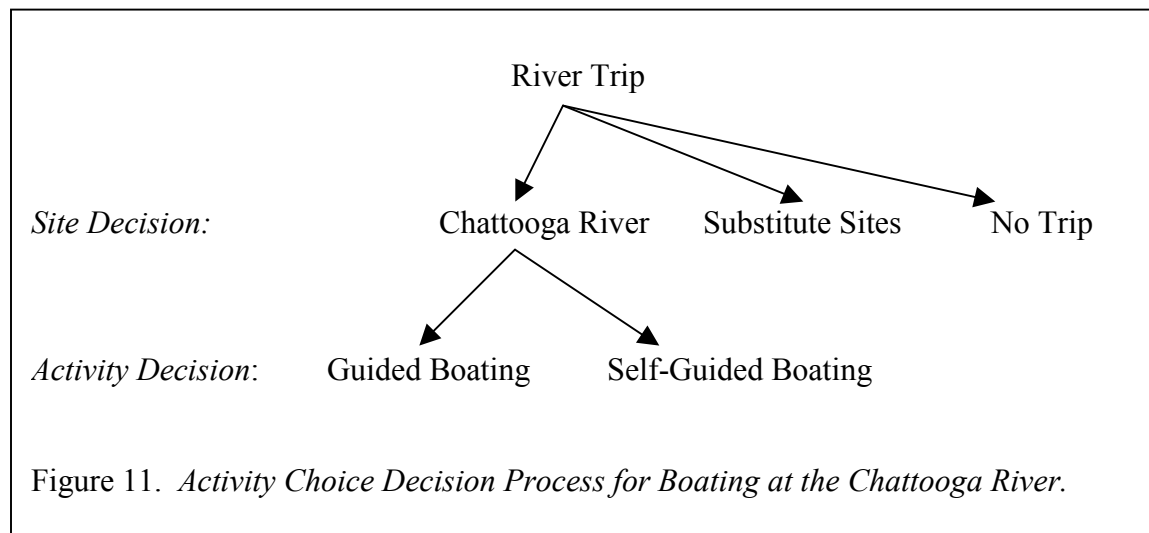 River Trip
Site Decision: Chattooga River Substitute Sites No Trip
Activity Decision: Guided Boating Self-Guided Boating
Figure 11. Activity Choice Decision Process for Boating at the Chattooga River.